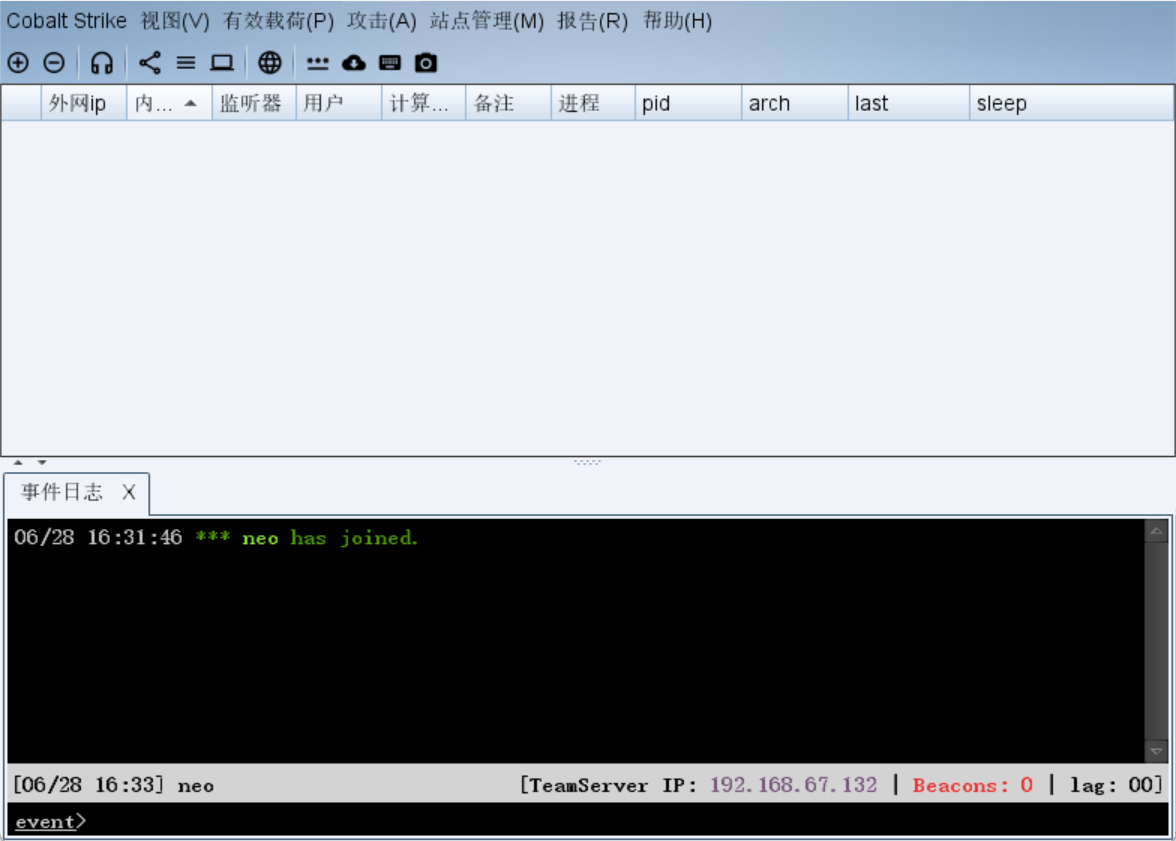 Cobalt Strike 视图(V) 有效载荷(P) 攻击(A) 站点管理(M) 报告(R) 帮助(H)
外网ip 内... 监听器 用户 计算... 备注 进程 pid arch last sleep
事件日志 X
06/28 16:31:46 *** neo has joined.
[06/28 16:33] neo [TeamServer IP: 192.168.67.132 | Beacons: 0 | lag: 00]
event>